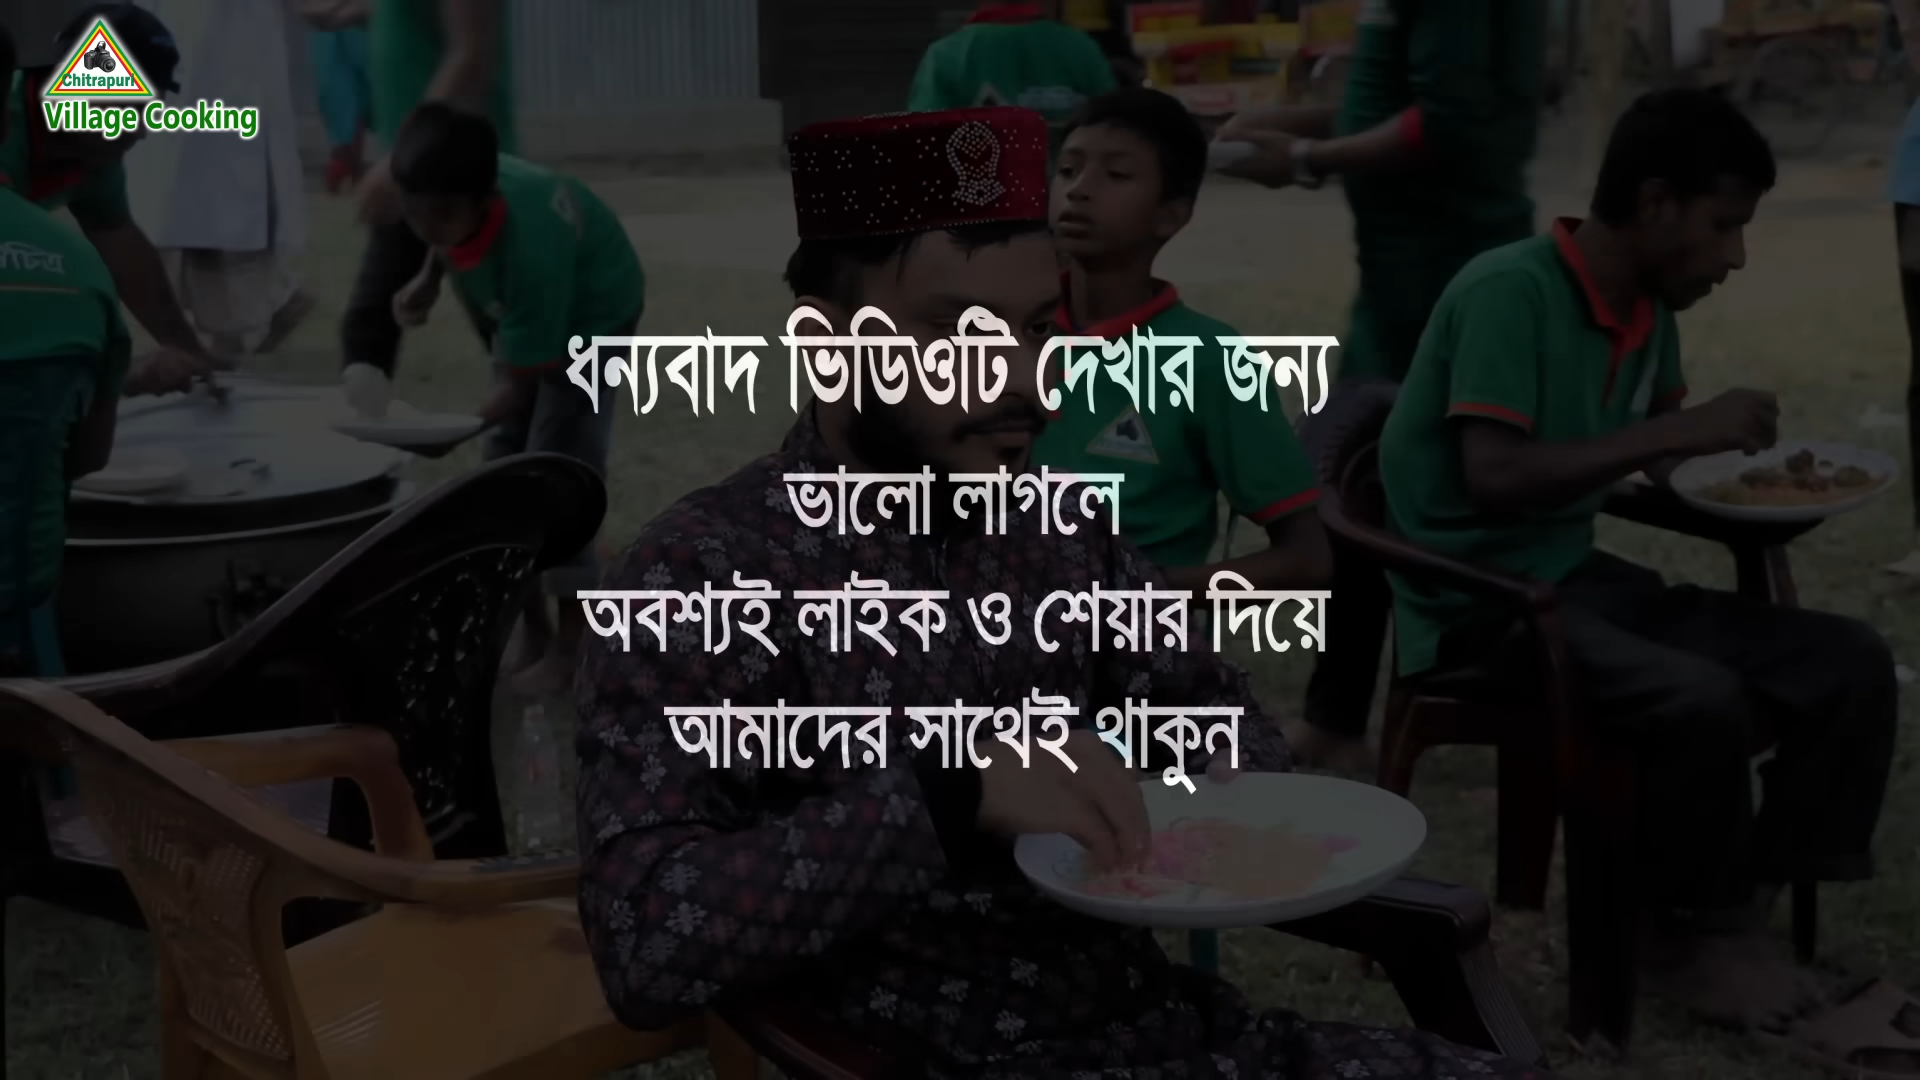 Chitrapuri
Village Cooking
ধন্যবাদ ভিডিওটি দেখার জন্য
ভালো লাগলে
অবশ্যই লাইক ও শেয়ার দিয়ে
আমাদের সাথেই থাকুন